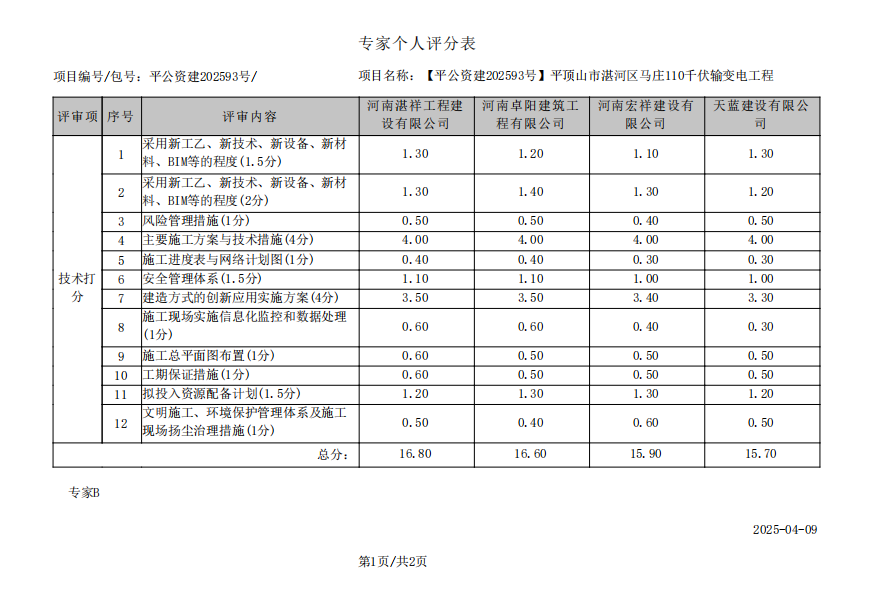 专家个人评分表
项目编号/包号: 平公资建202593号/ 项目名称: 【平公资建202593号】平顶山市湛河区马庄110千伏输变电工程
评审项 序号 评审内容 河南湛祥工程建设有限公司 河南卓阳建筑工程有限公司 河南宏祥建设有限公司 天蓝建设有限公司
技术打分
1 采用新工乙、新技术、新设备、新材料、BIM等的程度(1.5分) 1.30 1.20 1.10 1.30
2 采用新工乙、新技术、新设备、新材料、BIM等的程度(2分) 1.30 1.40 1.30 1.20
3 风险管理措施(1分) 0.50 0.50 0.40 0.50
4 主要施工方案与技术措施(4分) 4.00 4.00 4.00 4.00
5 施工进度表与网络计划图(1分) 0.40 0.40 0.30 0.30
6 安全管理体系(1.5分) 1.10 1.10 1.00 1.00
7 建造方式的创新应用实施方案(4分) 3.50 3.50 3.40 3.30
8 施工现场实施信息化监控和数据处理(1分) 0.60 0.60 0.40 0.30
9 施工总平面图布置(1分) 0.60 0.50 0.50 0.50
10 工期保证措施(1分) 0.60 0.50 0.50 0.50
11 拟投入资源配备计划(1.5分) 1.20 1.30 1.30 1.20
12 文明施工、环境保护管理体系及施工现场扬尘治理措施(1分) 0.50 0.40 0.60 0.50
总分: 16.80 16.60 15.90 15.70
专家B
2025-04-09
第1页/共2页